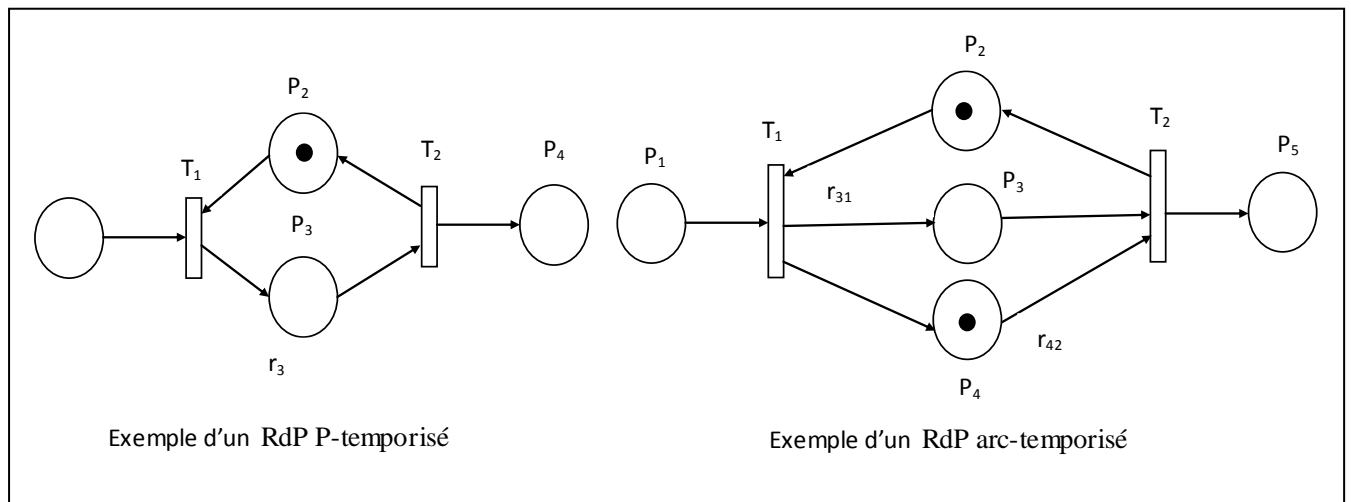 P2
T1
T2
P4
P3
r3
Exemple d'un RdP P-temporisé
P2
T1
T2
P1
P5
r31
P3
r42
P4
Exemple d'un RdP arc-temporisé